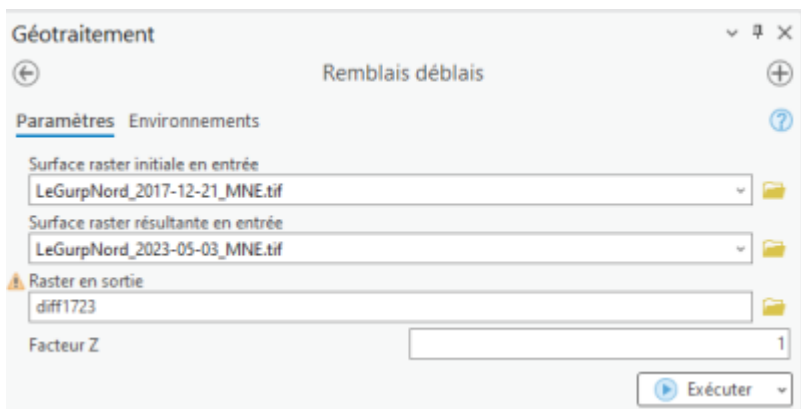 Géotraitement
Remblais déblais
Paramètres Environnements
Surface raster initiale en entrée
LeGurpNord_2017-12-21_MNE.tif
Surface raster résultante en entrée
LeGurpNord_2023-05-03_MNE.tif
Raster en sortie
diff1723
Facteur Z 1
Exécuter